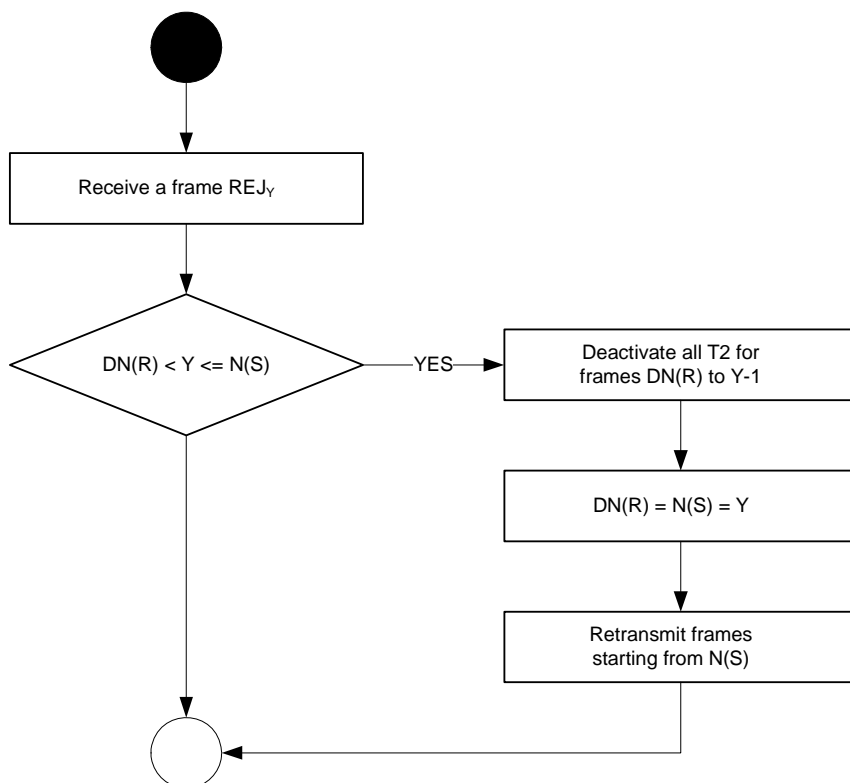 Receive a frame REJY
DN(R) < Y <= N(S)
YES
Deactivate all T2 for
frames DN(R) to Y-1
DN(R) = N(S) = Y
Retransmit frames
starting from N(S)